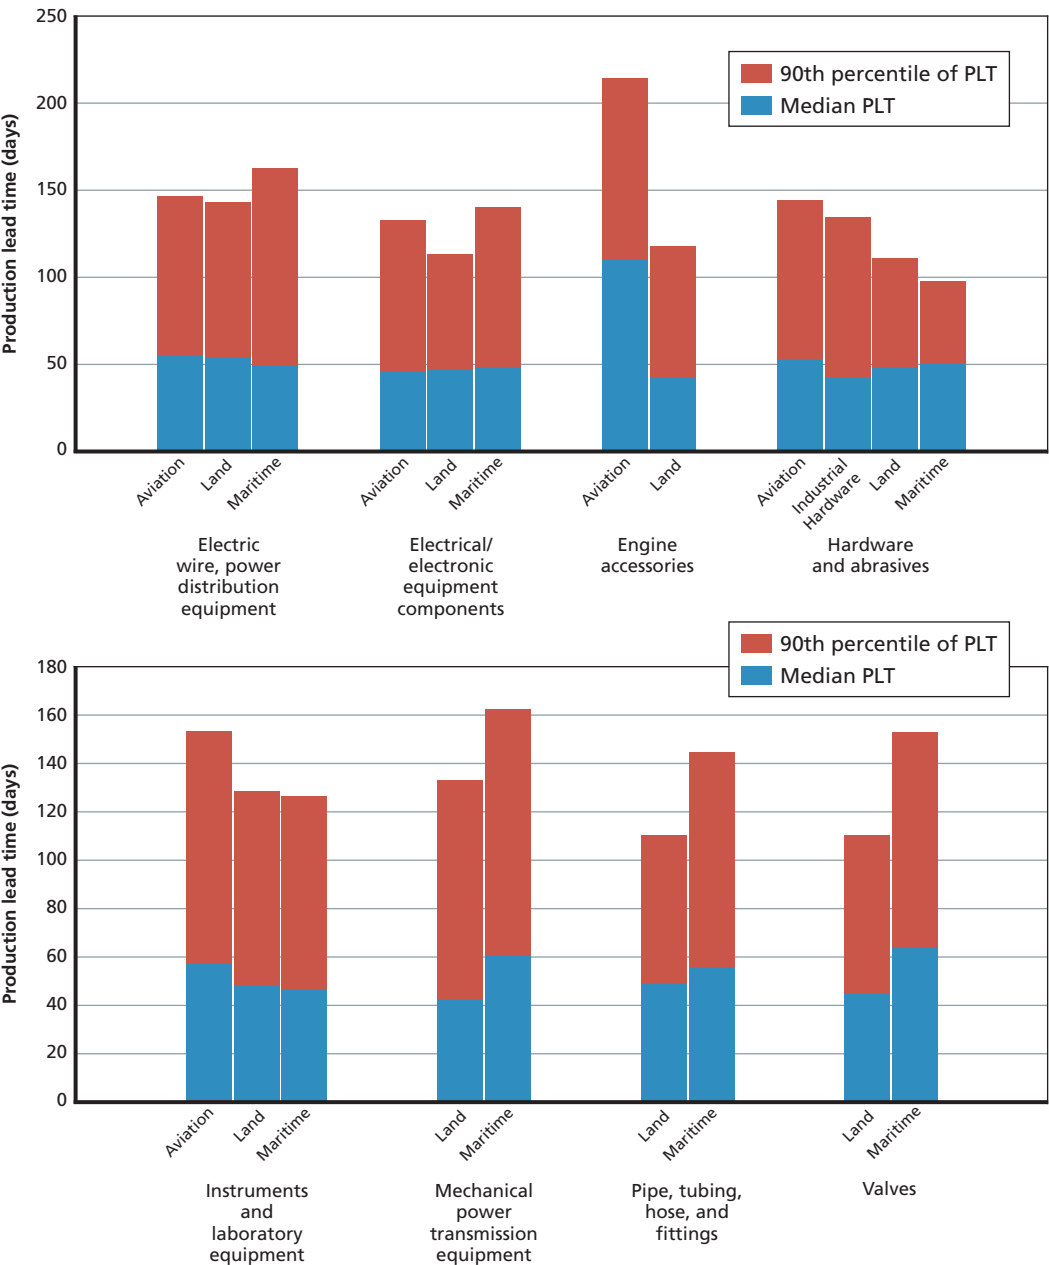 250
200
150
100
50
0
Production lead time (days)
90th percentile of PLT
Median PLT
Aviation
Land
Maritime
Aviation
Land
Maritime
Aviation
Land
Aviation
Industrial
Hardware
Land
Maritime
Electric
wire, power
distribution
equipment
Electrical/
electronic
equipment
components
Engine
accessories
Hardware
and abrasives
180
160
140
120
100
80
60
40
20
0
Production lead time (days)
90th percentile of PLT
Median PLT
Aviation
Land
Maritime
Land
Maritime
Land
Maritime
Land
Maritime
Instruments
and
laboratory
equipment
Mechanical
power
transmission
equipment
Pipe, tubing,
hose, and
fittings
Valves